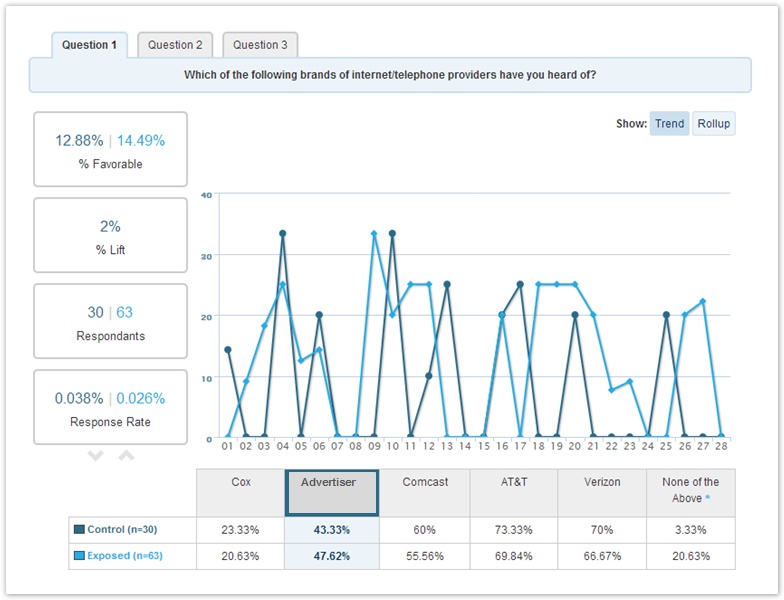 Question 1 Question 2 Question 3
Which of the following brands of internet/telephone providers have you heard of?
12.88% | 14.49%
% Favorable
2%
% Lift
30 | 63
Respondants
0.038% | 0.026%
Response Rate
Show: Trend Rollup
40
30
20
10
0
01 02 03 04 05 06 07 08 09 10 11 12 13 14 15 16 17 18 19 20 21 22 23 24 25 26 27 28
Cox Advertiser Comcast AT&T Verizon None of the
Above *
Control (n=30) 23.33% 43.33% 60% 73.33% 70% 3.33%
Exposed (n=63) 20.63% 47.62% 55.56% 69.84% 66.67% 20.63%